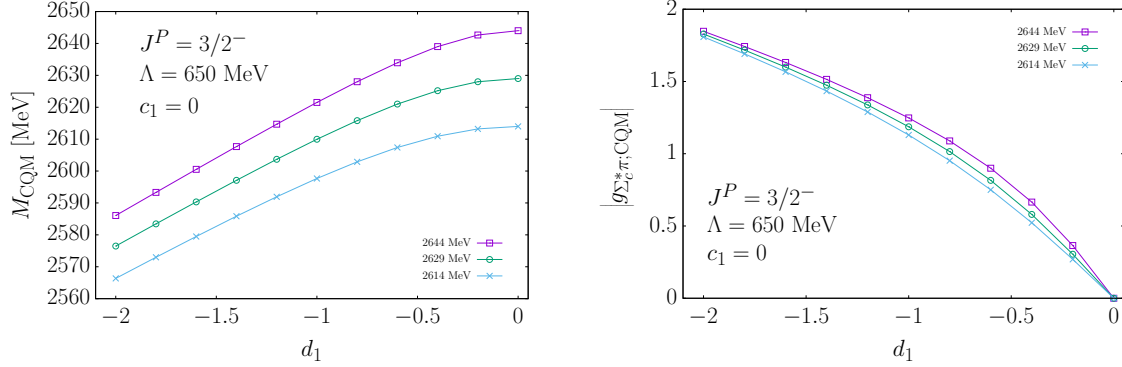 2650
2640
2630
2620
2610
2600
2590
2580
2570
2560
M_CQM [MeV]
J^P = 3/2^−
Λ = 650 MeV
c_1 = 0
2644 MeV
2629 MeV
2614 MeV
−2 −1.5 −1 −0.5 0
d_1
2
1.5
1
0.5
0
|g_{Σ_c^*π;CQM}|
2644 MeV
2629 MeV
2614 MeV
J^P = 3/2^−
Λ = 650 MeV
c_1 = 0
−2 −1.5 −1 −0.5 0
d_1